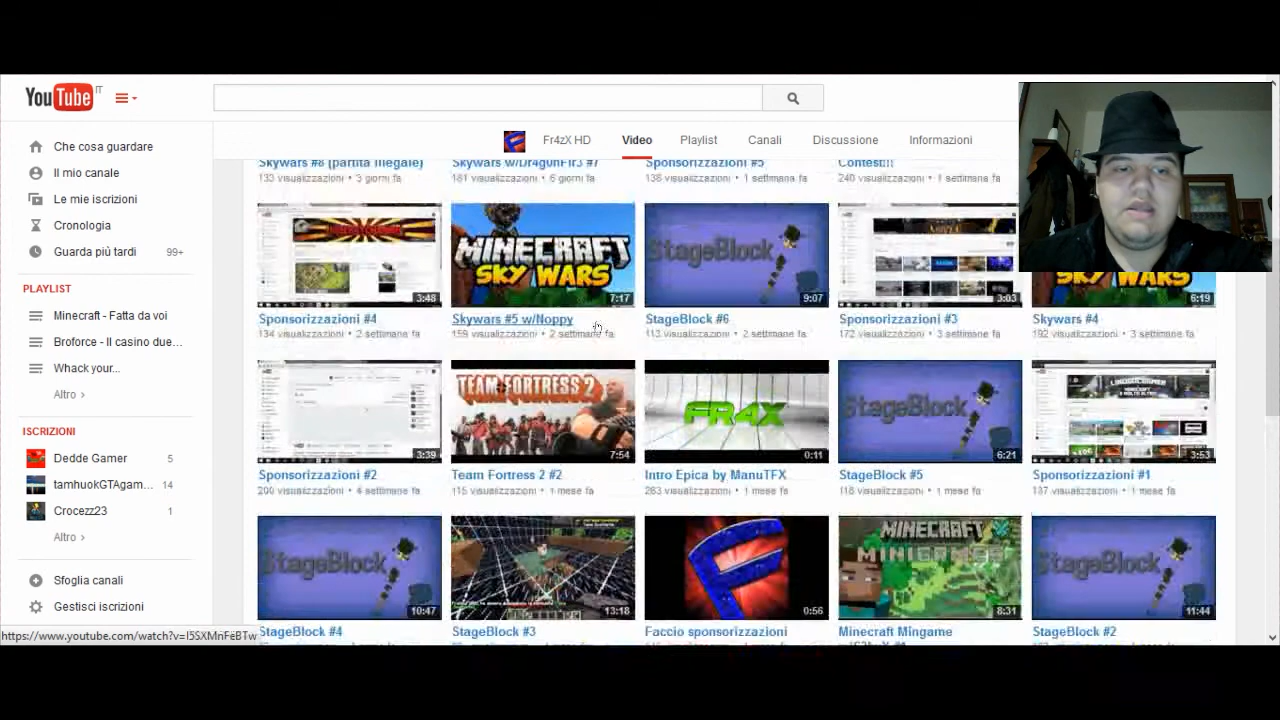 YouTube IT
Fr4zX HD Video Playlist Canali Discussione Informazioni
Che cosa guardare
Il mio canale
Le mie iscrizioni
Cronologia
Guarda più tardi 99+
PLAYLIST
Minecraft - Fatta da voi
Broforce - Il casino due...
Whack your...
Altro ›
ISCRIZIONI
Dedde Gamer 5
tamhuokGTAgam... 14
Crocezz23 1
Altro ›
Sfoglia canali
Gestisci iscrizioni
https://www.youtube.com/watch?v=I5SXMnFeBTw
Skywars #8 (partita illegale) Skywars w/Dr4g0nFir3 #7 Sponsorizzazioni #5 Contest!!!
133 visualizzazioni • 3 giorni fa 181 visualizzazioni • 6 giorni fa 138 visualizzazioni • 1 settimana fa 240 visualizzazioni • 1 settimana fa
MINECRAFT
SKY WARS
StageBlock
SKY WARS
3:48 7:17 9:07 3:03 6:19
Sponsorizzazioni #4 Skywars #5 w/Noppy StageBlock #6 Sponsorizzazioni #3 Skywars #4
134 visualizzazioni • 2 settimane fa 159 visualizzazioni • 2 settimane fa 113 visualizzazioni • 2 settimane fa 172 visualizzazioni • 3 settimane fa 192 visualizzazioni • 3 settimane fa
TEAM FORTRESS 2
FR4X
StageBlock
3:39 7:54 0:11 6:21 3:53
Sponsorizzazioni #2 Team Fortress 2 #2 Intro Epica by ManuTFX StageBlock #5 Sponsorizzazioni #1
200 visualizzazioni • 4 settimane fa 115 visualizzazioni • 1 mese fa 263 visualizzazioni • 1 mese fa 118 visualizzazioni • 1 mese fa 137 visualizzazioni • 1 mese fa
StageBlock
MINECRAFT
MINIGAMES
StageBlock
10:47 13:18 0:56 8:31 11:44
StageBlock #4 StageBlock #3 Faccio sponsorizzazioni Minecraft Mingame StageBlock #2